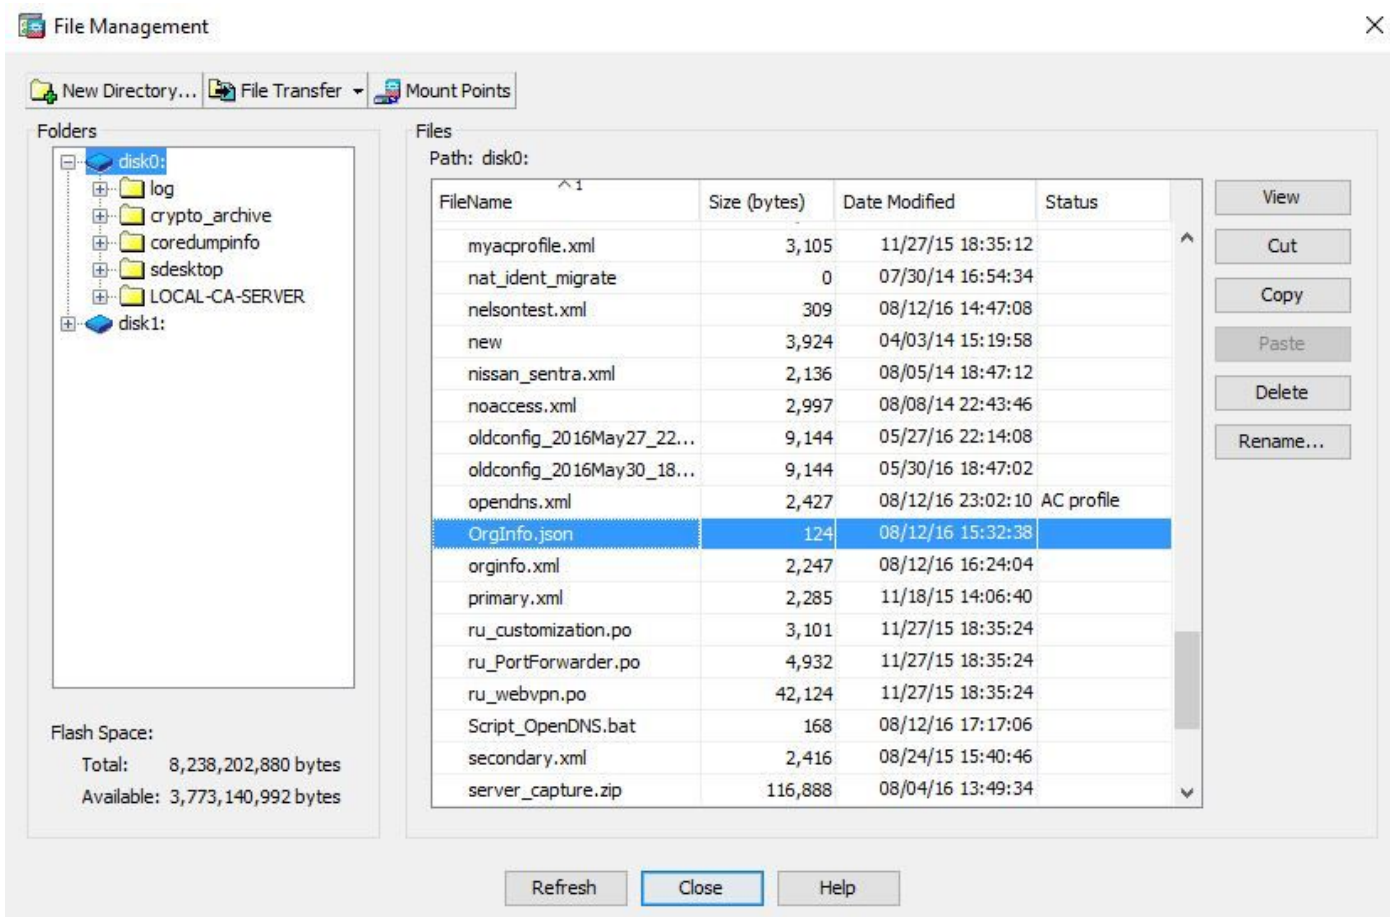 File Management
New Directory... File Transfer Mount Points
Folders
disk0:
log
crypto_archive
coredumpinfo
sdesktop
LOCAL-CA-SERVER
disk1:
Flash Space:
Total: 8,238,202,880 bytes
Available: 3,773,140,992 bytes
Files
Path: disk0:
1
FileName Size (bytes) Date Modified Status
myacprofile.xml 3,105 11/27/15 18:35:12
nat_ident_migrate 0 07/30/14 16:54:34
nelsontest.xml 309 08/12/16 14:47:08
new 3,924 04/03/14 15:19:58
nissan_sentra.xml 2,136 08/05/14 18:47:12
noaccess.xml 2,997 08/08/14 22:43:46
oldconfig_2016May27_22... 9,144 05/27/16 22:14:08
oldconfig_2016May30_18... 9,144 05/30/16 18:47:02
opendns.xml 2,427 08/12/16 23:02:10 AC profile
OrgInfo.json 124 08/12/16 15:32:38
orginfo.xml 2,247 08/12/16 16:24:04
primary.xml 2,285 11/18/15 14:06:40
ru_customization.po 3,101 11/27/15 18:35:24
ru_PortForwarder.po 4,932 11/27/15 18:35:24
ru_webvpn.po 42,124 11/27/15 18:35:24
Script_OpenDNS.bat 168 08/12/16 17:17:06
secondary.xml 2,416 08/24/15 15:40:46
server_capture.zip 116,888 08/04/16 13:49:34
View
Cut
Copy
Paste
Delete
Rename...
Refresh Close Help